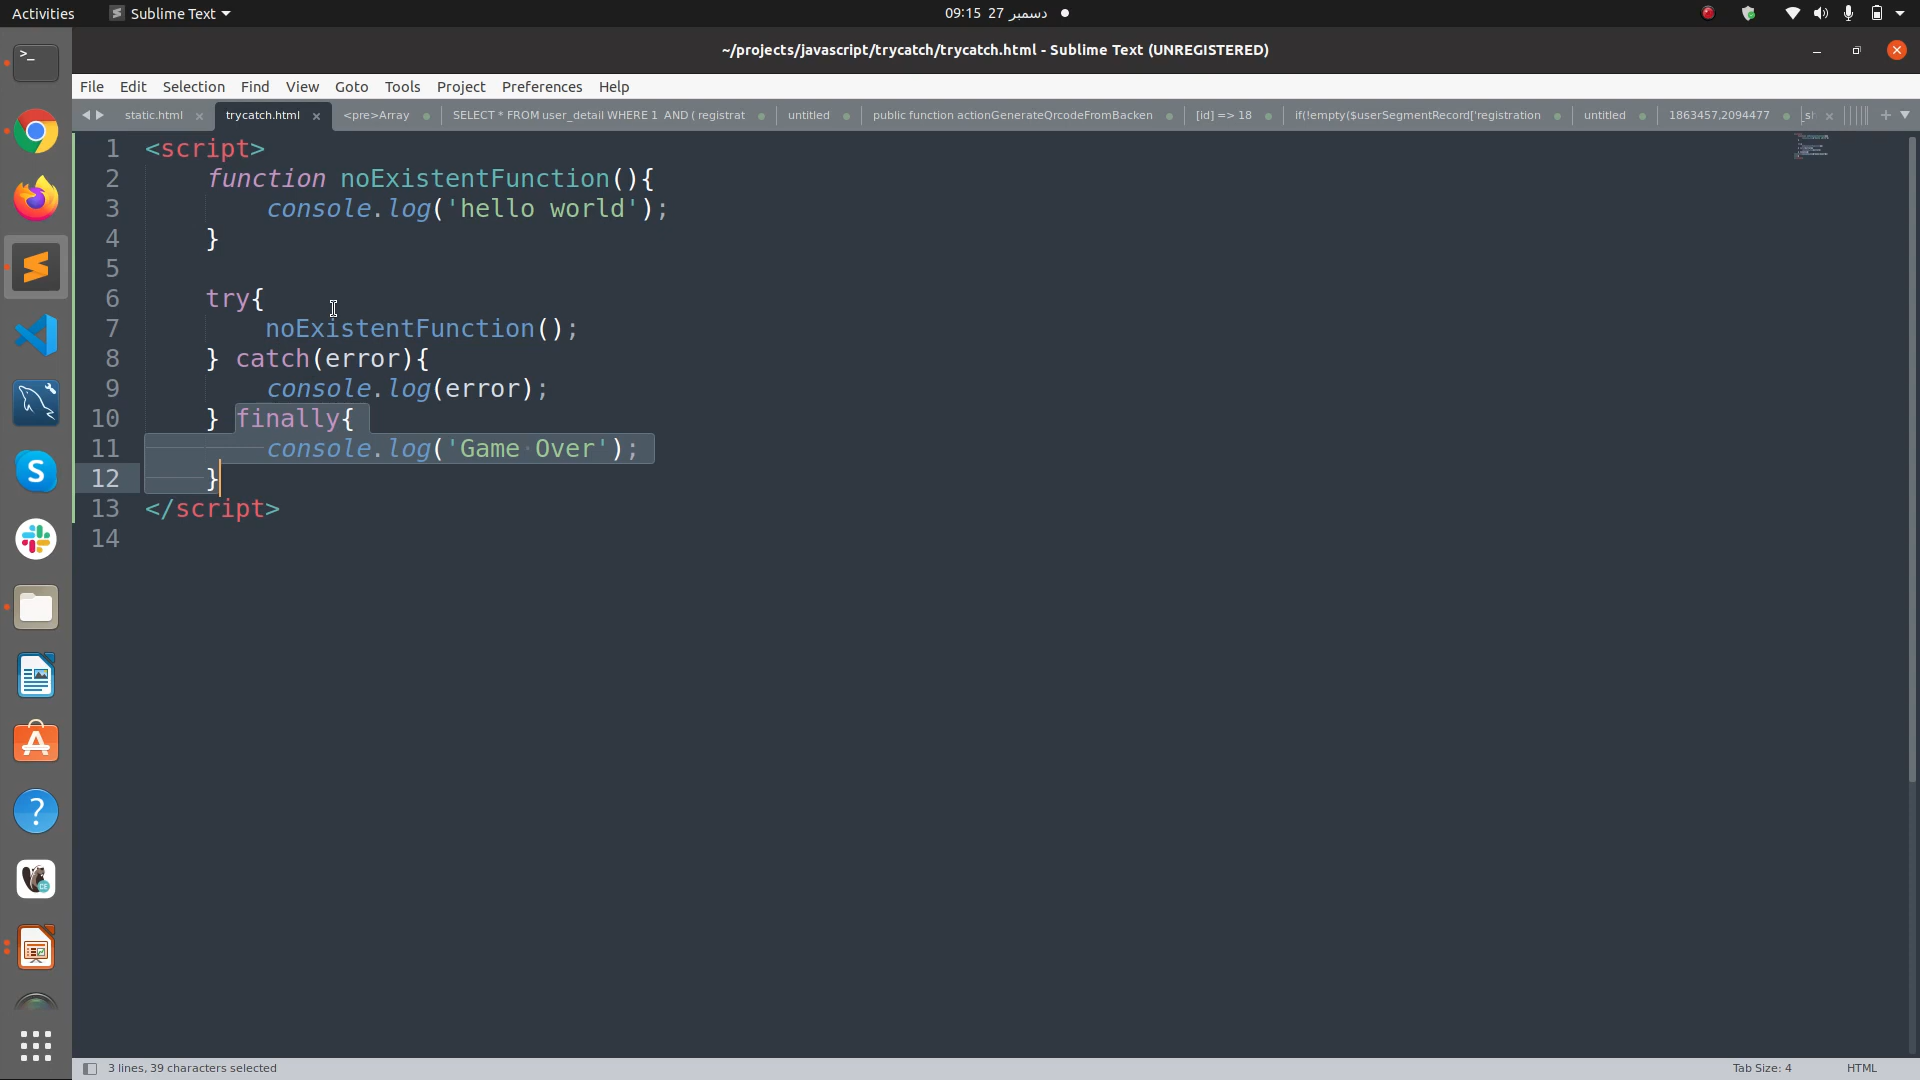 Activities
Sublime Text
09:15 27 دسمبر
~/projects/javascript/trycatch/trycatch.html - Sublime Text (UNREGISTERED)
File Edit Selection Find View Goto Tools Project Preferences Help
static.html
trycatch.html
<pre>Array
SELECT * FROM user_detail WHERE 1 AND ( registrat
untitled
public function actionGenerateQrcodeFromBacken
[id] => 18
if(!empty($userSegmentRecord['registration
untitled
1863457,2094477
1 <script>
2 function noExistentFunction(){
3 console.log('hello world');
4 }
5
6 try{
7 noExistentFunction();
8 } catch(error){
9 console.log(error);
10 } finally{
11 console.log('Game Over');
12 }
13 </script>
14
3 lines, 39 characters selected
Tab Size: 4
HTML